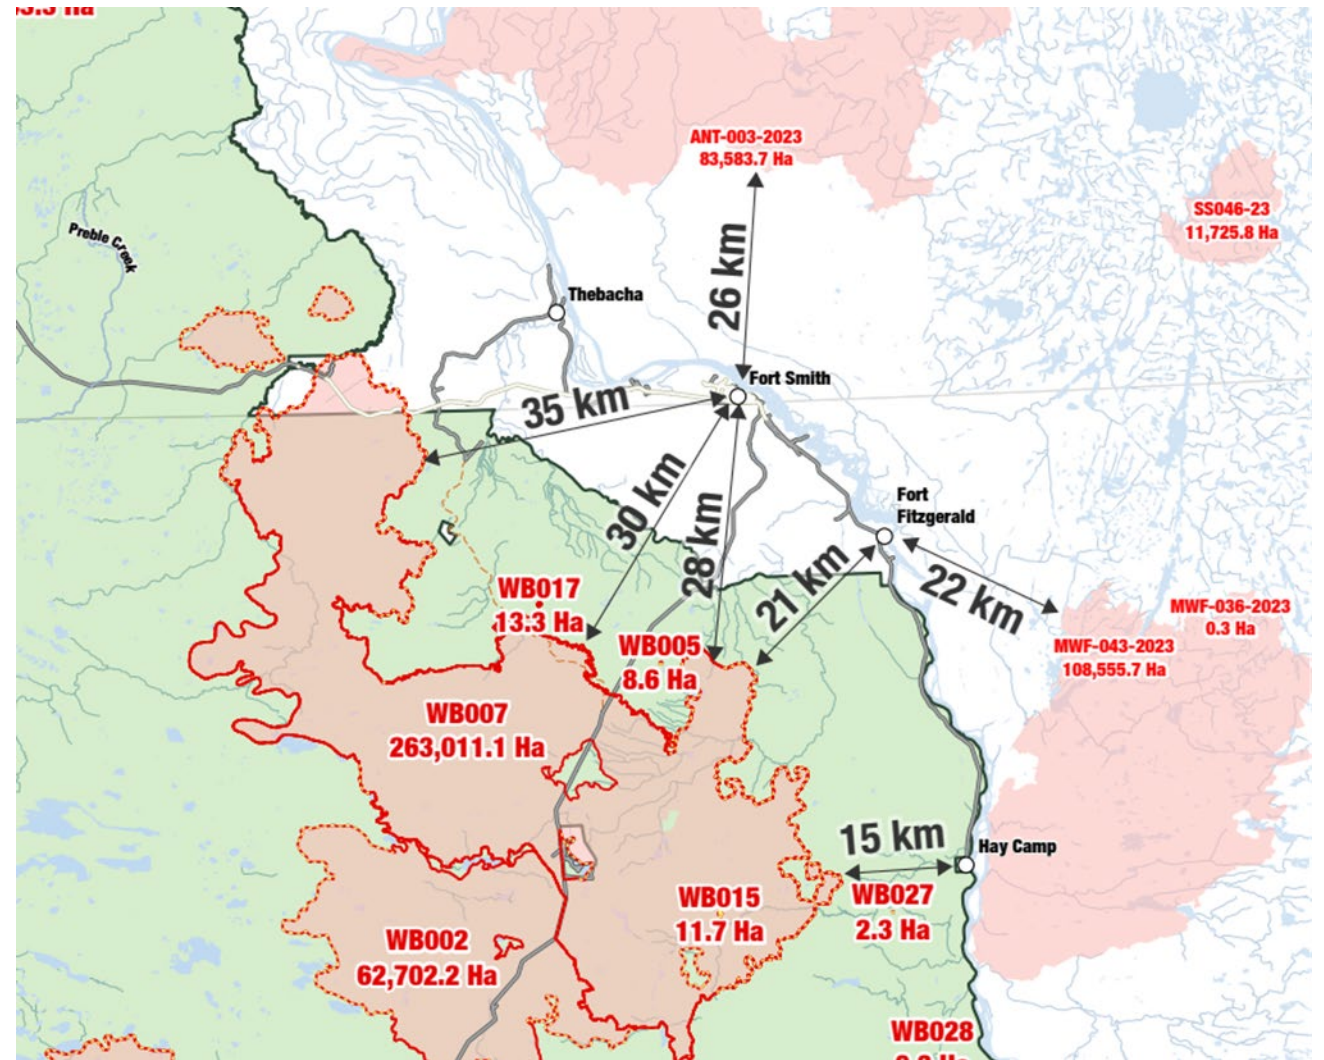 ANT-003-2023
83,583.7 Ha
SS046-23
11,725.8 Ha
Preble Creek
26 km
Thebacha
Fort Smith
35 km
30 km
28 km
Fort
Fitzgerald
21 km
22 km
WB017
13.3 Ha
WB005
8.6 Ha
MWF-036-2023
0.3 Ha
MWF-043-2023
108,555.7 Ha
WB007
263,011.1 Ha
15 km
Hay Camp
WB015
11.7 Ha
WB027
2.3 Ha
WB002
62,702.2 Ha
WB028